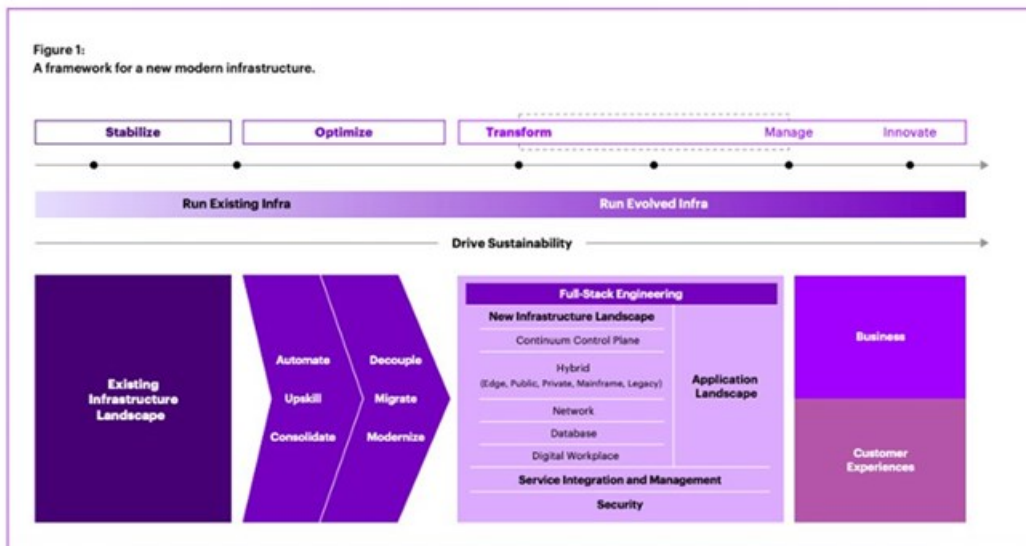 Figure 1:
A framework for a new modern infrastructure.
Stabilize
Optimize
Transform
Manage
Innovate
Run Existing Infra
Run Evolved Infra
Drive Sustainability
Existing
Infrastructure
Landscape
Automate
Upskill
Consolidate
Decouple
Migrate
Modernize
Full-Stack Engineering
New Infrastructure Landscape
Continuum Control Plane
Hybrid
(Edge, Public, Private, Mainframe, Legacy)
Network
Database
Digital Workplace
Application
Landscape
Service Integration and Management
Security
Business
Customer
Experiences